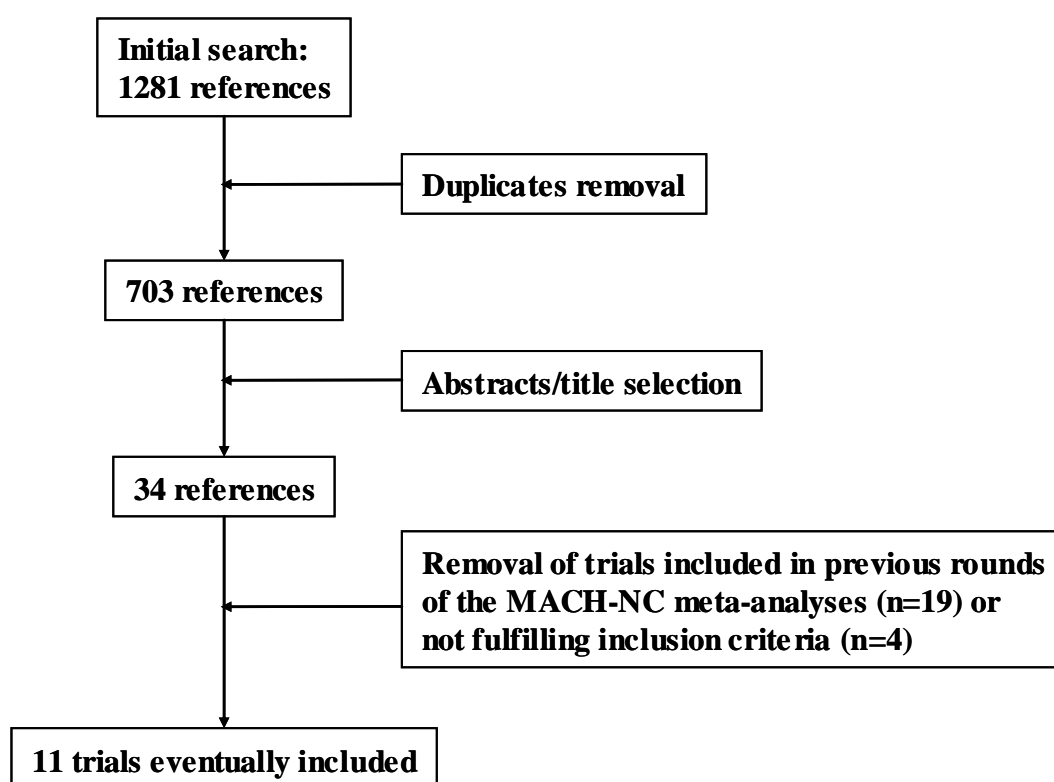 Initial search:
1281 references
Duplicates removal
703 references
Abstracts/title selection
34 references
Removal of trials included in previous rounds
of the MACH-NC meta-analyses (n=19) or
not fulfilling inclusion criteria (n=4)
11 trials eventually included